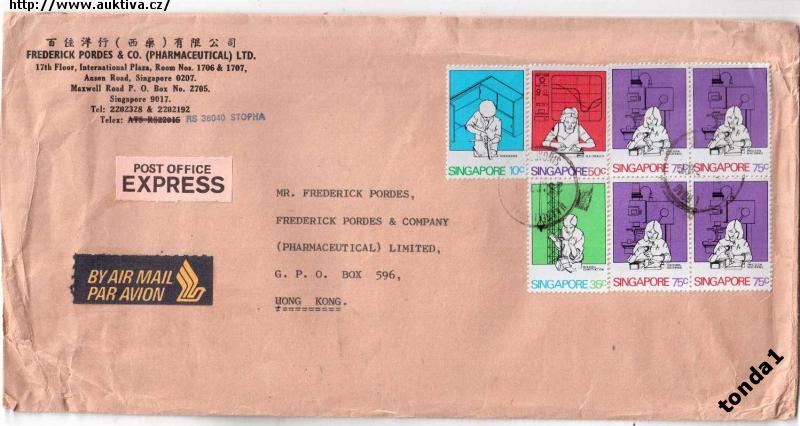 http://www.auktiva.cz/
百佳洋行(西藥)有限公司
FREDERICK PORDES & CO. (PHARMACEUTICAL) LTD.
17th Floor, International Plaza, Room Nos. 1706 & 1707,
Anson Road, Singapore 0207.
Maxwell Road P. O. Box No. 2705.
Singapore 9017.
Tel: 2202328 & 2202192
Telex: ATS RS22015 RS 36040 STOPHA
POST OFFICE
EXPRESS
BY AIR MAIL
PAR AVION
MR. FREDERICK PORDES,
FREDERICK PORDES & COMPANY
(PHARMACEUTICAL) LIMITED,
G. P. O. BOX 596,
HONG KONG.
SINGAPORE 10c
SINGAPORE 50c
SINGAPORE 75c
SINGAPORE 75c
SINGAPORE 35c
SINGAPORE 75c
SINGAPORE 75c
tonda1